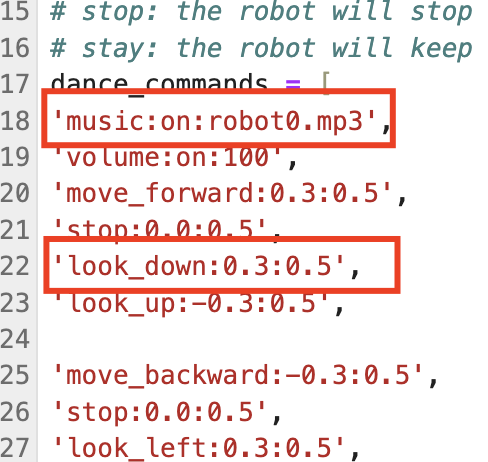 15 # stop: the robot will stop
16 # stay: the robot will keep
17 dance_commands = [
18 'music:on:robot0.mp3',
19 'volume:on:100',
20 'move_forward:0.3:0.5',
21 'stop:0.0:0.5',
22 'look_down:0.3:0.5',
23 'look_up:-0.3:0.5',
24
25 'move_backward:-0.3:0.5',
26 'stop:0.0:0.5',
27 'look_left:0.3:0.5',